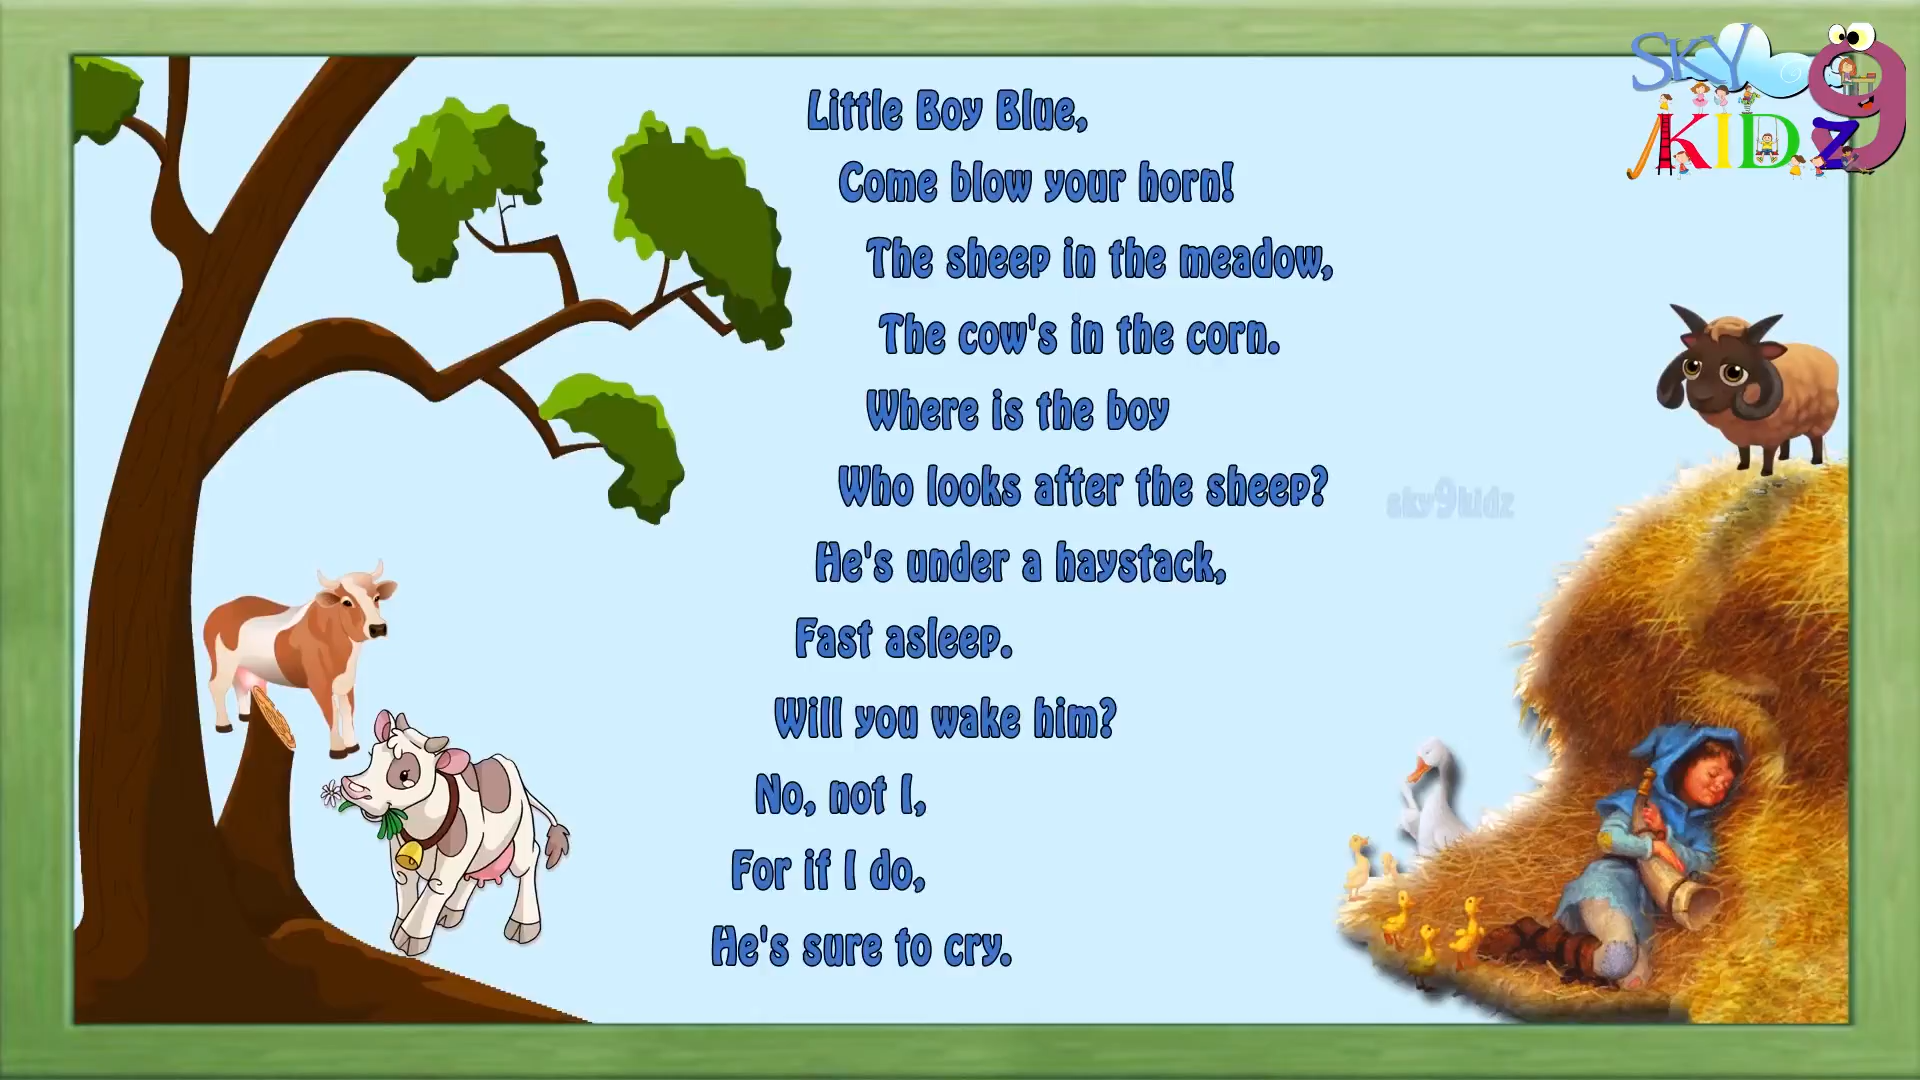 Little Boy Blue,
Come blow your horn!
The sheep in the meadow,
The cow's in the corn.
Where is the boy
Who looks after the sheep?
He's under a haystack,
Fast asleep.
Will you wake him?
No, not I,
For if I do,
He's sure to cry.
SKY 9
KIDZ
sky9kidz